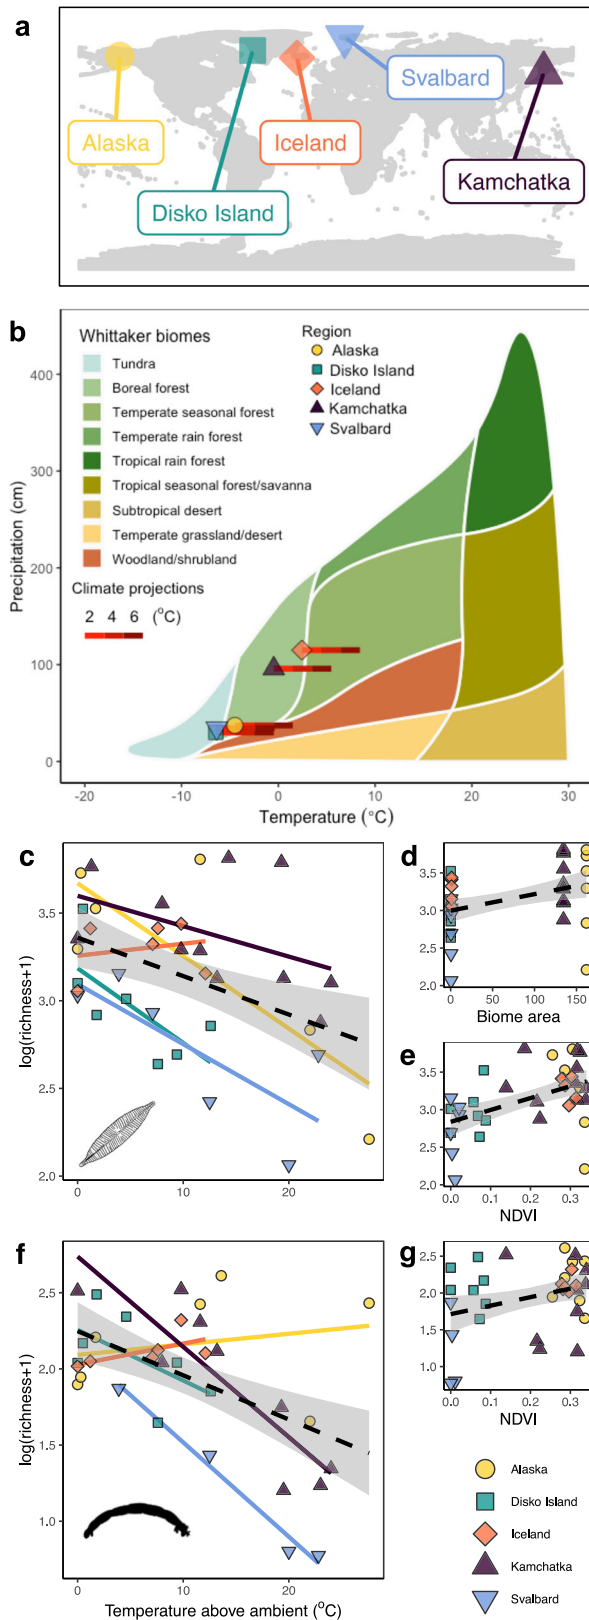 a
Svalbard
Alaska
Iceland
Kamchatka
Disko Island
b
Whittaker biomes
Tundra
Boreal forest
Temperate seasonal forest
Temperate rain forest
Tropical rain forest
Tropical seasonal forest/savanna
Subtropical desert
Temperate grassland/desert
Woodland/shrubland
Region
Alaska
Disko Island
Iceland
Kamchatka
Svalbard
Climate projections
2 4 6 (°C)
Precipitation (cm)
400
300
200
100
0
-20 -10 0 10 20 30
Temperature (°C)
c
log(richness+1)
3.5
3.0
2.5
2.0
0 10 20
d
3.5
3.0
2.5
2.0
0 50 100 150
Biome area
e
3.5
3.0
2.5
2.0
0.0 0.1 0.2 0.3
NDVI
f
log(richness+1)
2.5
2.0
1.5
1.0
0 10 20
Temperature above ambient (°C)
g
2.5
2.0
1.5
1.0
0.0 0.1 0.2 0.3
NDVI
Alaska
Disko Island
Iceland
Kamchatka
Svalbard